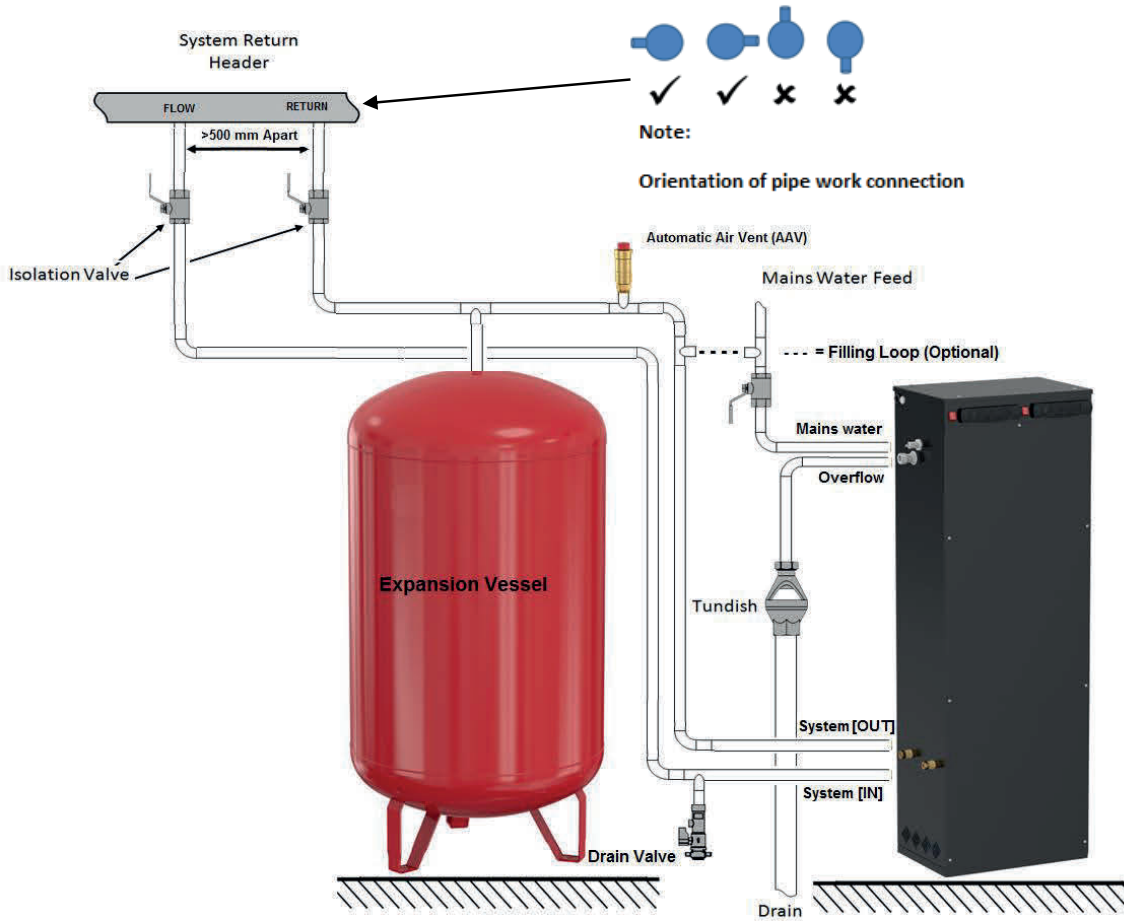 System Return
Header
FLOW
RETURN
>500 mm Apart
✓ ✓ ✗ ✗
Note:
Orientation of pipe work connection
Isolation Valve
Automatic Air Vent (AAV)
Mains Water Feed
= Filling Loop (Optional)
Mains water
Overflow
Expansion Vessel
Tundish
System [OUT]
System [IN]
Drain Valve
Drain